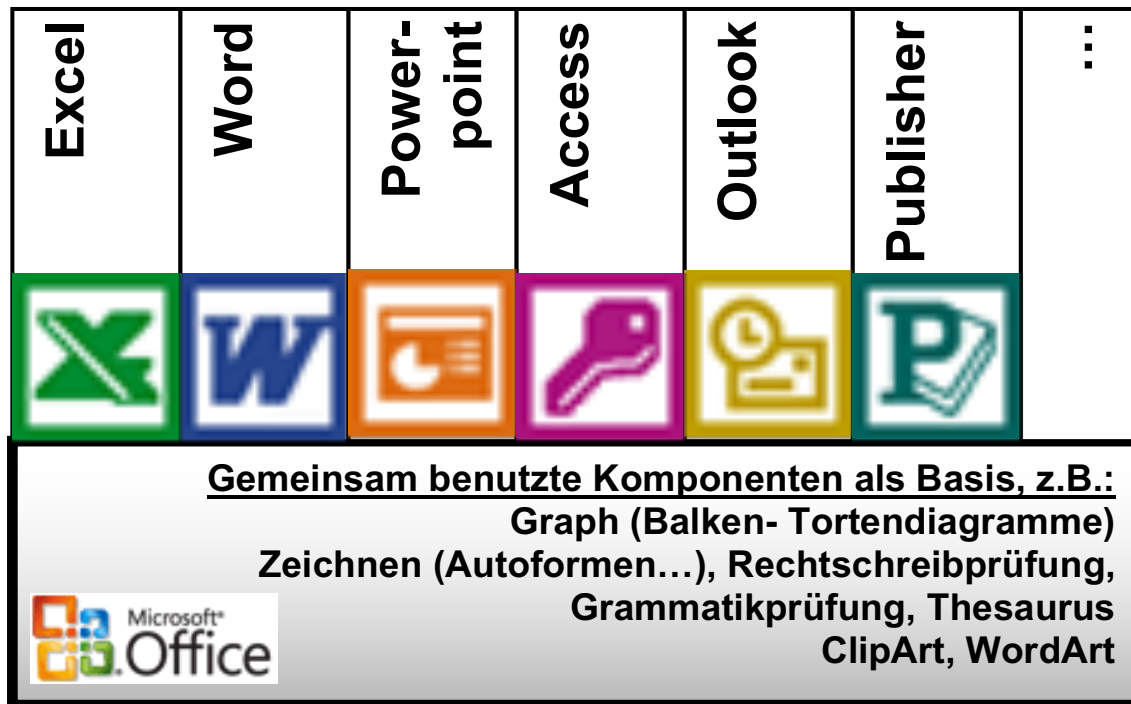 Excel
Word
Power-
point
Access
Outlook
Publisher
...
Gemeinsam benutzte Komponenten als Basis, z.B.:
Graph (Balken- Tortendiagramme)
Zeichnen (Autoformen…), Rechtschreibprüfung,
Grammatikprüfung, Thesaurus
ClipArt, WordArt
Microsoft®
Office